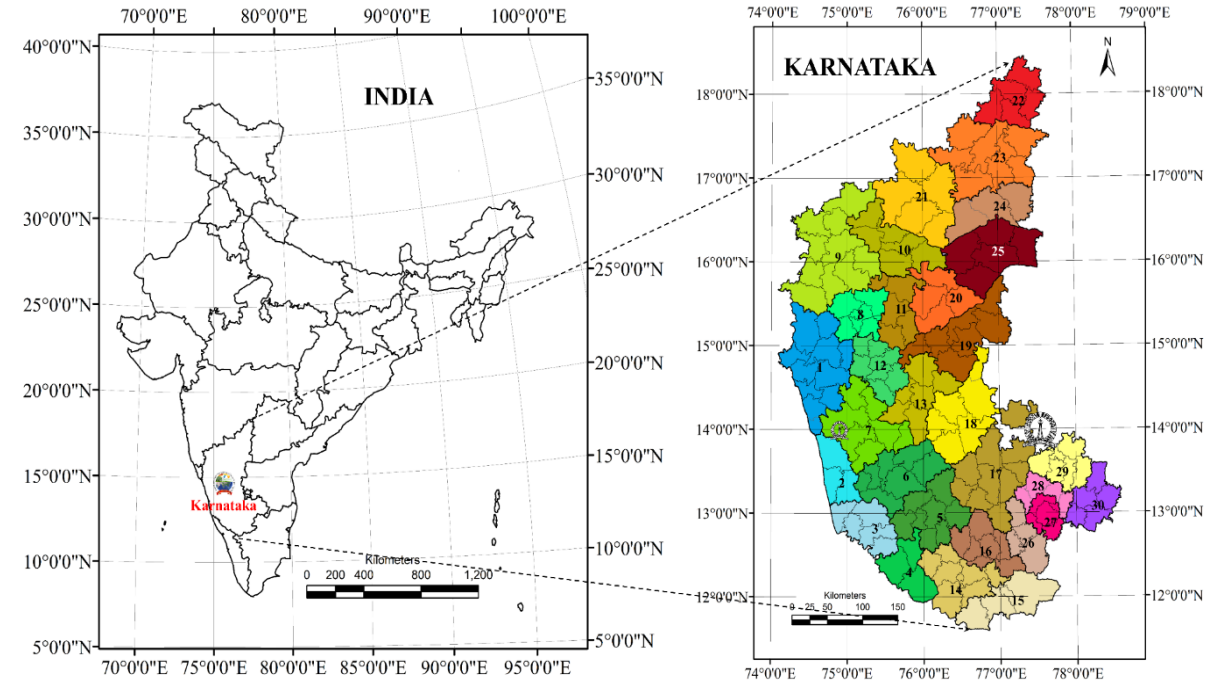 70°0'0"E 80°0'0"E 90°0'0"E 100°0'0"E
40°0'0"N
35°0'0"N
30°0'0"N
25°0'0"N
20°0'0"N
15°0'0"N
10°0'0"N
5°0'0"N
INDIA
35°0'0"N
30°0'0"N
25°0'0"N
20°0'0"N
15°0'0"N
10°0'0"N
5°0'0"N
Karnataka
Kilometers
0 200 400 800 1,200
70°0'0"E 75°0'0"E 80°0'0"E 85°0'0"E 90°0'0"E 95°0'0"E
74°0'0"E 75°0'0"E 76°0'0"E 77°0'0"E 78°0'0"E 79°0'0"E
KARNATAKA
N
18°0'0"N
17°0'0"N
16°0'0"N
15°0'0"N
14°0'0"N
13°0'0"N
12°0'0"N
22
23
21
24
25
10
9
20
11
8
19
12
1
13
18
7
29
17
6
2
28
30
5
27
3
26
16
4
14
15
18°0'0"N
17°0'0"N
16°0'0"N
15°0'0"N
14°0'0"N
13°0'0"N
12°0'0"N
Kilometers
0 25 50 100 150
74°0'0"E 75°0'0"E 76°0'0"E 77°0'0"E 78°0'0"E